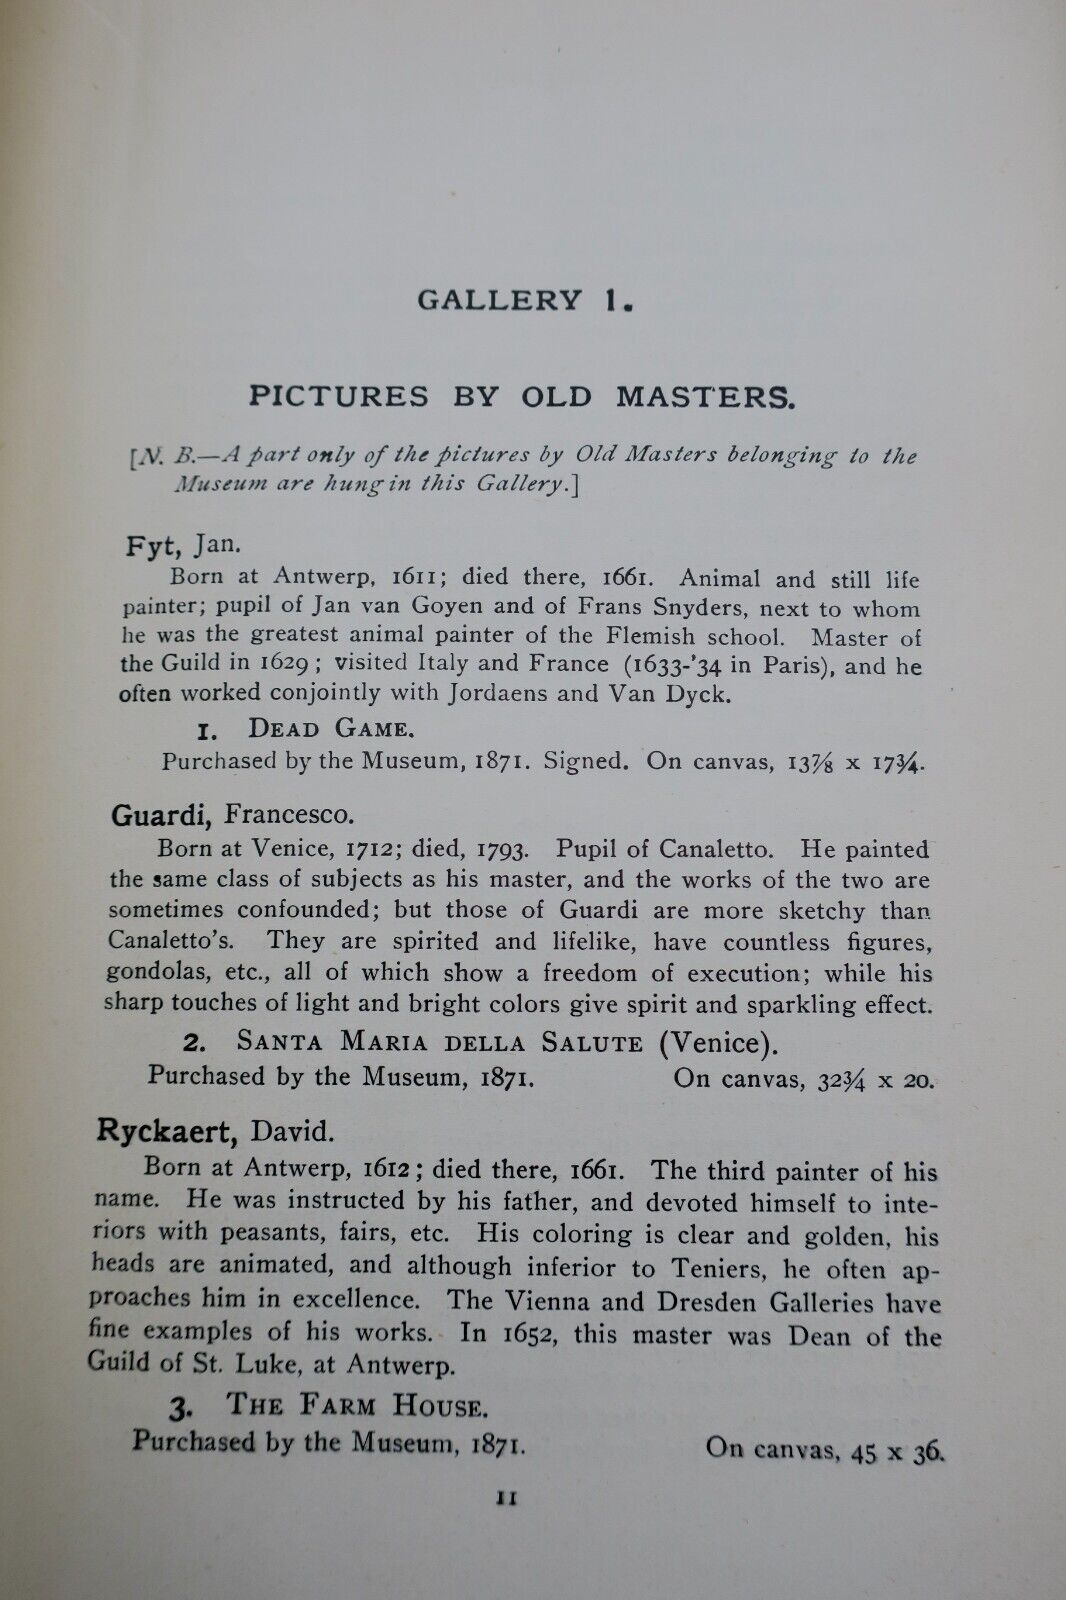 GALLERY 1.
PICTURES BY OLD MASTERS.
[N. B.—A part only of the pictures by Old Masters belonging to the
Museum are hung in this Gallery.]
Fyt, Jan.
Born at Antwerp, 1611; died there, 1661. Animal and still life
painter; pupil of Jan van Goyen and of Frans Snyders, next to whom
he was the greatest animal painter of the Flemish school. Master of
the Guild in 1629; visited Italy and France (1633-'34 in Paris), and he
often worked conjointly with Jordaens and Van Dyck.
1. DEAD GAME.
Purchased by the Museum, 1871. Signed. On canvas, 13⅞ x 17¾.
Guardi, Francesco.
Born at Venice, 1712; died, 1793. Pupil of Canaletto. He painted
the same class of subjects as his master, and the works of the two are
sometimes confounded; but those of Guardi are more sketchy than
Canaletto's. They are spirited and lifelike, have countless figures,
gondolas, etc., all of which show a freedom of execution; while his
sharp touches of light and bright colors give spirit and sparkling effect.
2. SANTA MARIA DELLA SALUTE (Venice).
Purchased by the Museum, 1871. On canvas, 32¾ x 20.
Ryckaert, David.
Born at Antwerp, 1612; died there, 1661. The third painter of his
name. He was instructed by his father, and devoted himself to inte-
riors with peasants, fairs, etc. His coloring is clear and golden, his
heads are animated, and although inferior to Teniers, he often ap-
proaches him in excellence. The Vienna and Dresden Galleries have
fine examples of his works. In 1652, this master was Dean of the
Guild of St. Luke, at Antwerp.
3. THE FARM HOUSE.
Purchased by the Museum, 1871. On canvas, 45 x 36.
11